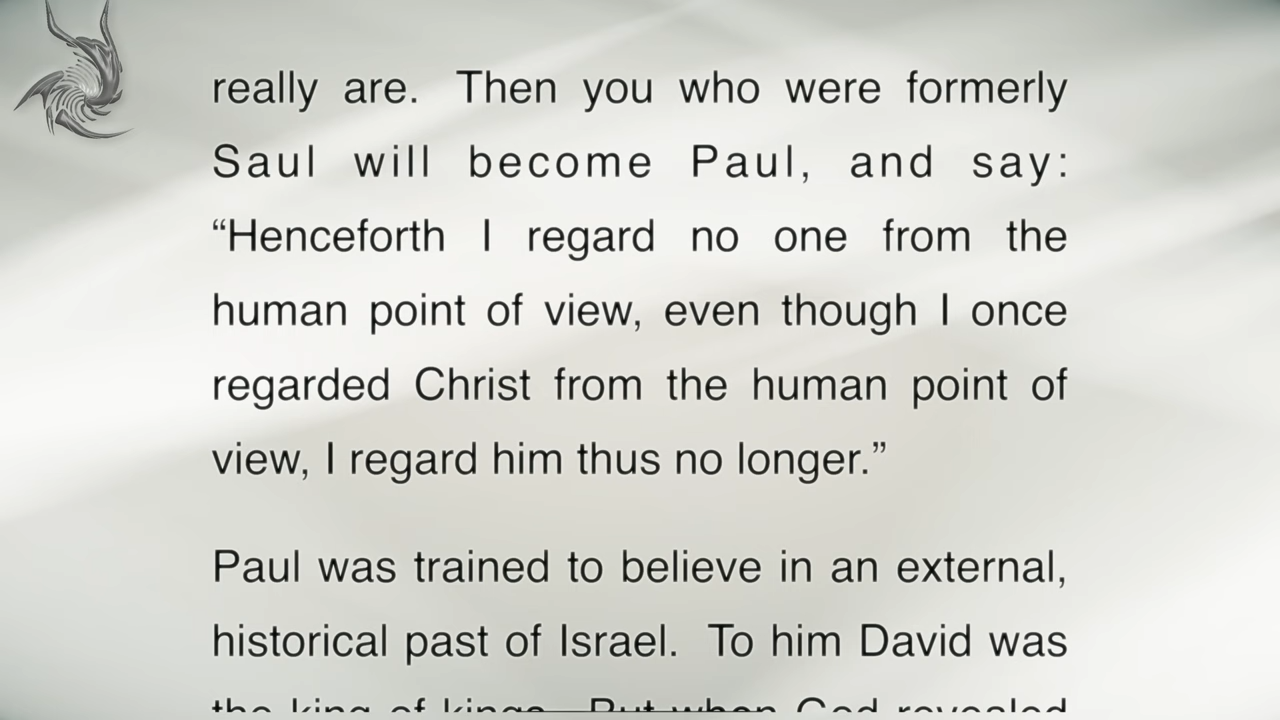 really are. Then you who were formerly
Saul will become Paul, and say:
“Henceforth I regard no one from the
human point of view, even though I once
regarded Christ from the human point of
view, I regard him thus no longer.”
Paul was trained to believe in an external,
historical past of Israel. To him David was
the king of kings. But when God revealed